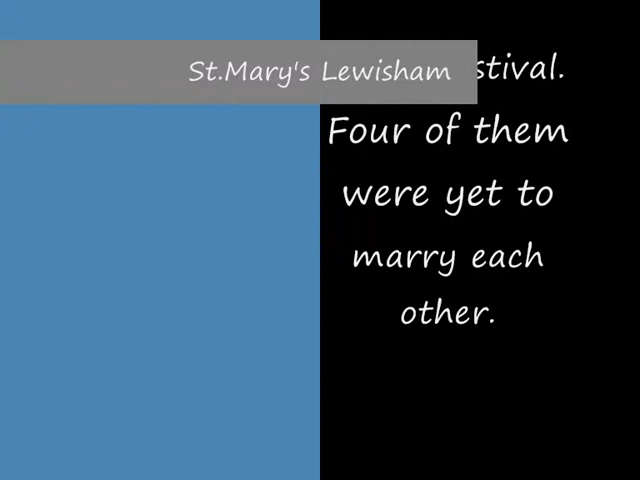 St.Mary's Lewisham
stival.
Four of them
were yet to
marry each
other.